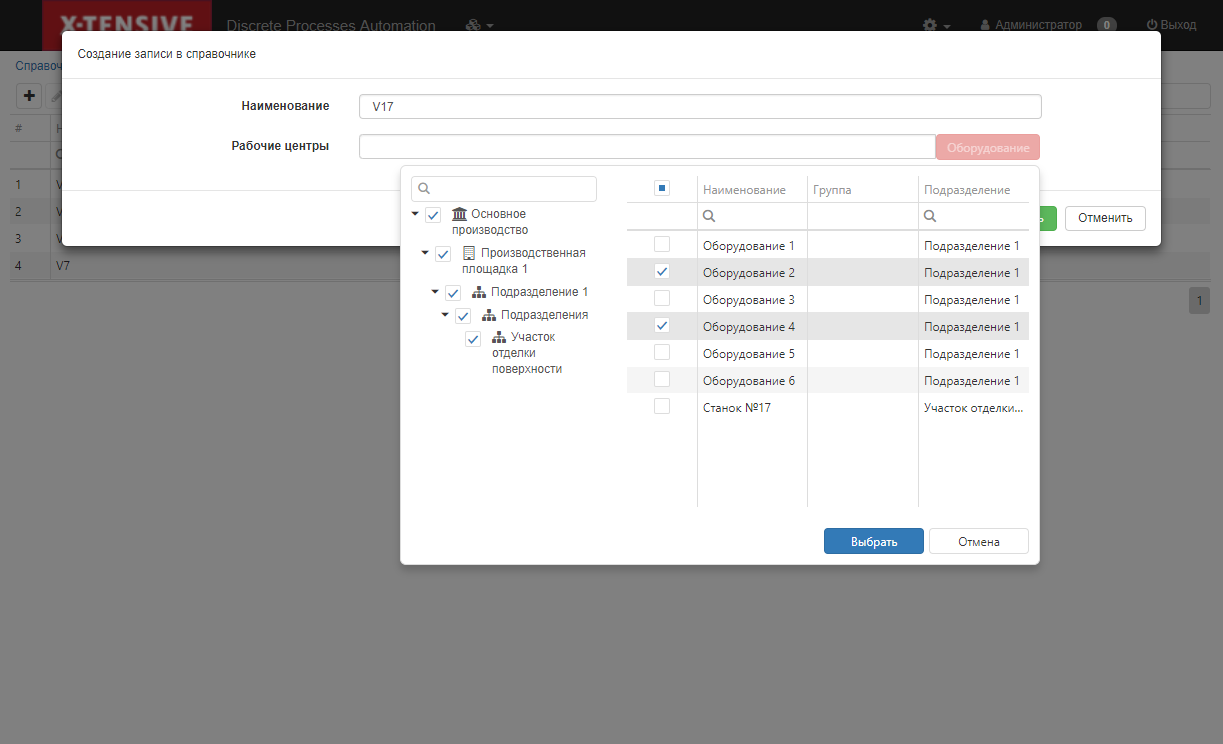 X-TENSIVE Discrete Processes Automation Администратор 0 Выход
Создание записи в справочнике
Наименование V17
Рабочие центры Оборудование
Отменить
#
1
2
3
4 V7
1
Основное
производство
Производственная
площадка 1
Подразделение 1
Подразделения
Участок
отделки
поверхности
Наименование Группа Подразделение
Оборудование 1 Подразделение 1
Оборудование 2 Подразделение 1
Оборудование 3 Подразделение 1
Оборудование 4 Подразделение 1
Оборудование 5 Подразделение 1
Оборудование 6 Подразделение 1
Станок №17 Участок отделки...
Выбрать Отмена